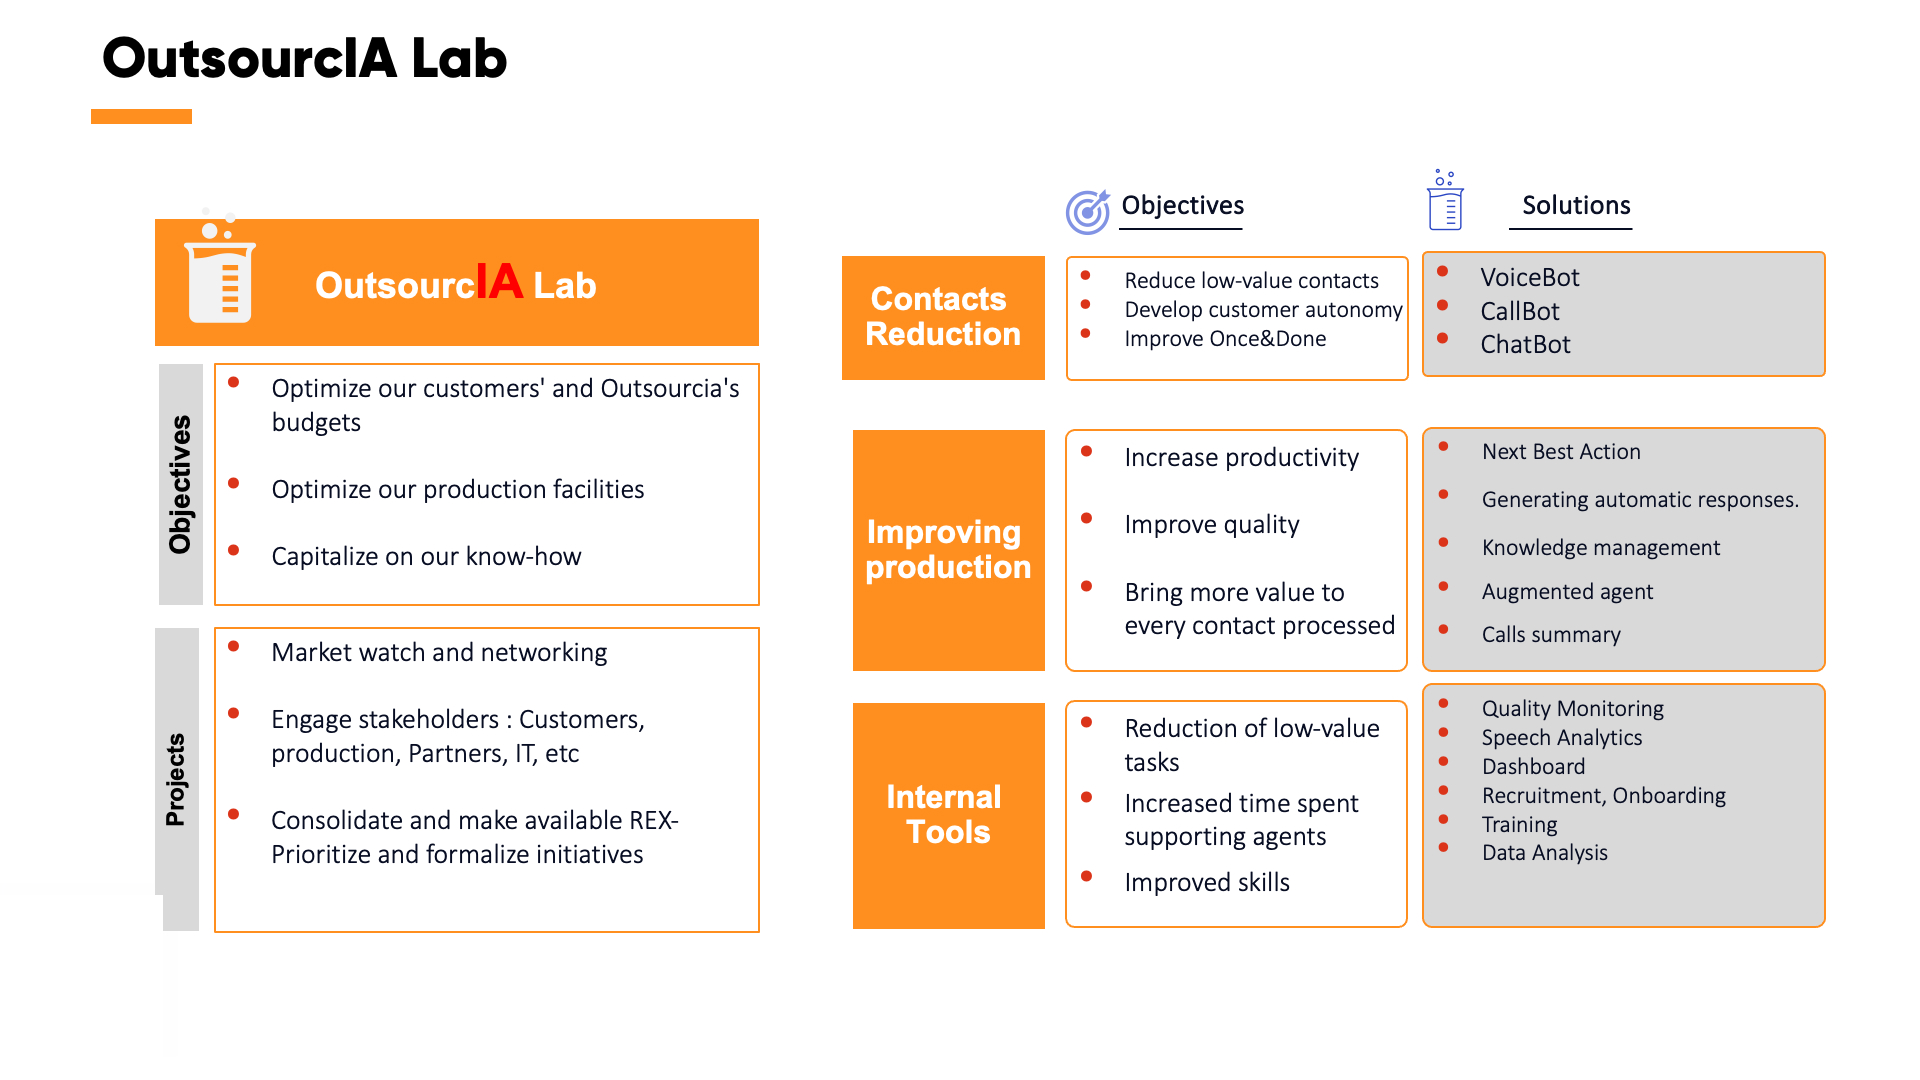 OutsourcIA Lab
OutsourcIA Lab
Objectives
Optimize our customers' and Outsourcia's
budgets
Optimize our production facilities
Capitalize on our know-how
Projects
Market watch and networking
Engage stakeholders : Customers,
production, Partners, IT, etc
Consolidate and make available REX-
Prioritize and formalize initiatives
Objectives
Solutions
Contacts
Reduction
Reduce low-value contacts
Develop customer autonomy
Improve Once&Done
VoiceBot
CallBot
ChatBot
Improving
production
Increase productivity
Improve quality
Bring more value to
every contact processed
Next Best Action
Generating automatic responses.
Knowledge management
Augmented agent
Calls summary
Internal
Tools
Reduction of low-value
tasks
Increased time spent
supporting agents
Improved skills
Quality Monitoring
Speech Analytics
Dashboard
Recruitment, Onboarding
Training
Data Analysis